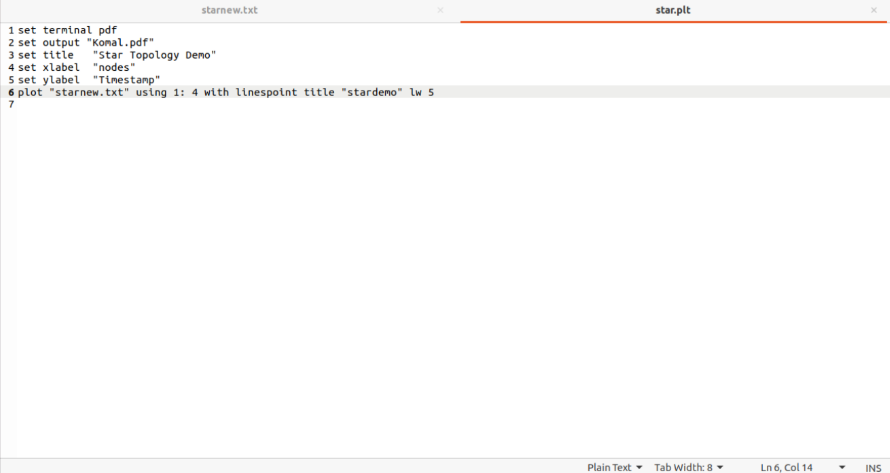 starnew.txt × star.plt ×
1 set terminal pdf
2 set output "Komal.pdf"
3 set title   "Star Topology Demo"
4 set xlabel  "nodes"
5 set ylabel  "Timestamp"
6 plot "starnew.txt" using 1: 4 with linespoint title "stardemo" lw 5
7
Plain Text Tab Width: 8 Ln 6, Col 14 INS